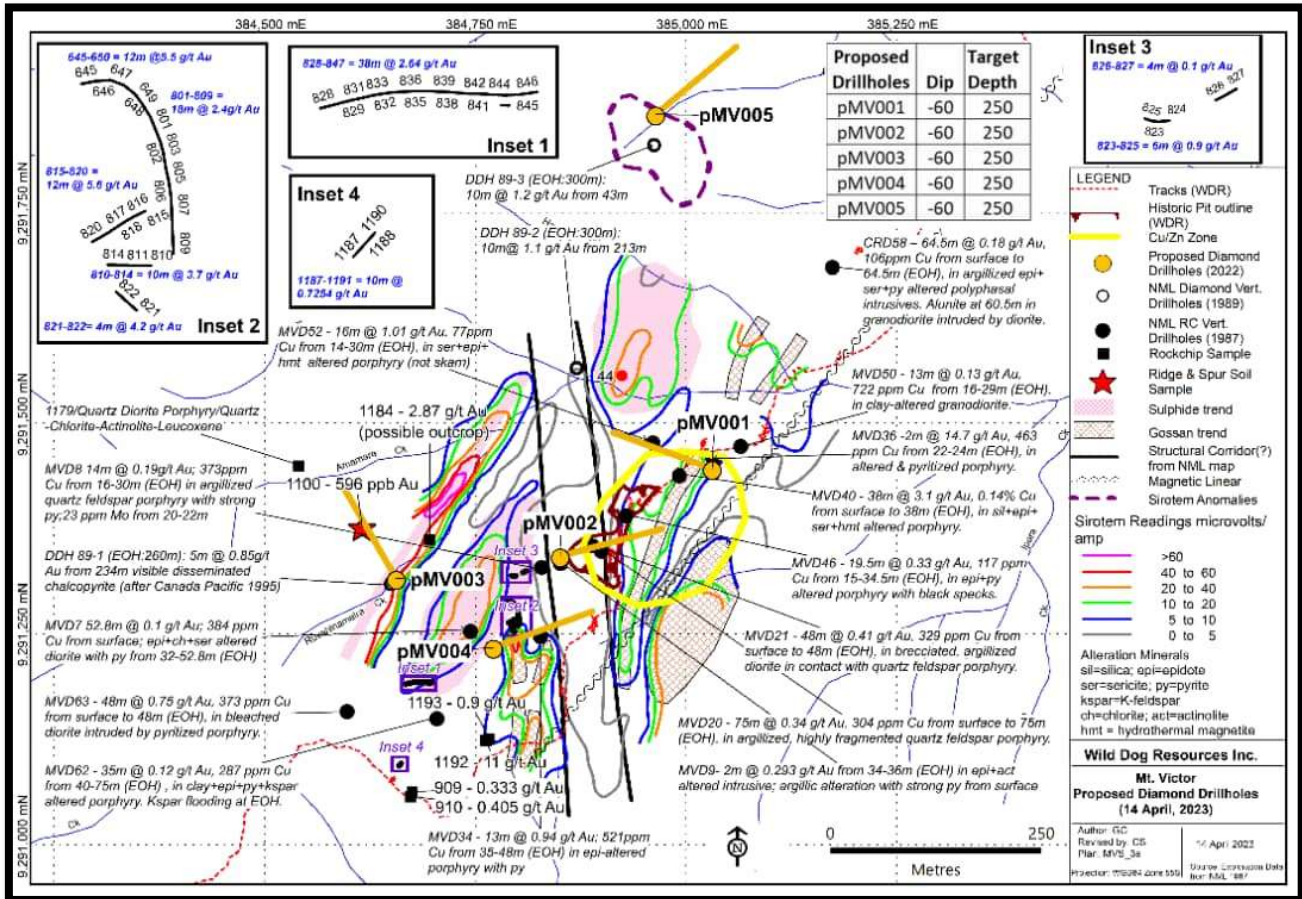 384,500 mE
384,750 mE
385,000 mE
385,250 mE
9,291,750 mN
9,291,500 mN
9,291,250 mN
9,291,000 mN
645-650 = 12m @5.5 g/t Au
645
647
646
649
648
801-809 =
18m @ 2.4g/t Au
801
803
802
805
806
807
809
815-820 =
12m @ 5.6 g/t Au
820
817
816
818
815
814
811
810
810-814 = 10m @ 3.7 g/t Au
822
821
821-822= 4m @ 4.2 g/t Au
Inset 2
828-847 = 38m @ 2.64 g/t Au
828
831
833
836
839
842
844
846
829
832
835
838
841
845
Inset 1
Inset 4
1187
1190
1188
1187-1191 = 10m @
0.7254 g/t Au
Inset 3
826-827 = 4m @ 0.1 g/t Au
826
827
825
824
823
823-825 = 6m @ 0.9 g/t Au
Proposed Drillholes
Dip
Target Depth
pMV001 -60 250
pMV002 -60 250
pMV003 -60 250
pMV004 -60 250
pMV005 -60 250
pMV005
DDH 89-3 (EOH:300m):
10m @ 1.2 g/t Au from 43m
DDH 89-2 (EOH:300m):
10m@ 1.1 g/t Au from 213m
CRD58 – 64.5m @ 0.18 g/t Au,
106ppm Cu from surface to
64.5m (EOH), in argillized epi+
ser+py altered polyphasal
intrusives. Alunite at 60.5m in
granodiorite intruded by diorite.
MVD52 - 16m @ 1.01 g/t Au, 77ppm
Cu from 14-30m (EOH), in ser+epi+
hmt altered porphyry (not skarn)
44
MVD50 - 13m @ 0.13 g/t Au,
722 ppm Cu from 16-29m (EOH),
in clay-altered granodiorite.
1179/Quartz Diorite Porphyry/Quartz
-Chlorite-Actinolite-Leucoxene
1184 - 2.87 g/t Au
(possible outcrop)
pMV001
MVD36 -2m @ 14.7 g/t Au, 463
ppm Cu from 22-24m (EOH), in
altered & pyritized porphyry.
MVD8 14m @ 0.19g/t Au; 373ppm
Cu from 16-30m (EOH) in argillized
quartz feldspar porphyry with strong
py;23 ppm Mo from 20-22m
Ck
1100 - 596 ppb Au
MVD40 - 38m @ 3.1 g/t Au, 0.14% Cu
from surface to 38m (EOH), in sil+epi+
ser+hmt altered porphyry.
pMV002
Inset 3
DDH 89-1 (EOH:260m): 5m @ 0.85g/t
Au from 234m visible disseminated
chalcopyrite (after Canada Pacific 1995)
pMV003
MVD46 - 19.5m @ 0.33 g/t Au, 117 ppm
Cu from 15-34.5m (EOH), in epi+py
altered porphyry with black specks.
Inset 2
Ck
MVD7 52.8m @ 0.1 g/t Au; 384 ppm
Cu from surface; epi+ch+ser altered
diorite with py from 32-52.8m (EOH)
pMV004
MVD21 - 48m @ 0.41 g/t Au, 329 ppm Cu from
surface to 48m (EOH), in brecciated, argillized
diorite in contact with quartz feldspar porphyry.
Inset 1
1193 - 0.9 g/t Au
MVD63 - 48m @ 0.75 g/t Au, 373 ppm
Cu from surface to 48m (EOH), in bleached
diorite intruded by pyritized porphyry.
MVD20 - 75m @ 0.34 g/t Au, 304 ppm Cu from surface to 75m
(EOH), in argillized, highly fragmented quartz feldspar porphyry.
Inset 4
1192 - 11 g/t Au
MVD62 - 35m @ 0.12 g/t Au, 287 ppm Cu
from 40-75m (EOH) , in clay+epi+py+kspar
altered porphyry. Kspar flooding at EOH.
909 - 0.333 g/t Au
910 - 0.405 g/t Au
MVD9- 2m @ 0.293 g/t Au from 34-36m (EOH) in epi+act
altered intrusive; argilic alteration with strong py from surface
MVD34 - 13m @ 0.94 g/t Au; 521ppm
Cu from 35-48m (EOH) in epi-altered
porphyry with py
Ck
N
0
250
Metres
LEGEND
Tracks (WDR)
Historic Pit outline
(WDR)
Cu/Zn Zone
Proposed Diamond
Drillholes (2022)
NML Diamond Vert.
Drillholes (1989)
NML RC Vert.
Drillholes (1987)
Rockchip Sample
Ridge & Spur Soil
Sample
Sulphide trend
Gossan trend
Structural Corridor(?)
from NML map
Magnetic Linear
Sirotem Anomalies
Sirotem Readings microvolts/
amp
>60
40 to 60
20 to 40
10 to 20
5 to 10
0 to 5
Alteration Minerals
sil=silica; epi=epidote
ser=sericite; py=pyrite
kspar=K-feldspar
ch=chlorite; act=actinolite
hmt = hydrothermal magnetite
Wild Dog Resources Inc.
Mt. Victor
Proposed Diamond Drillholes
(14 April, 2023)
Author: GC
Revised by: CS
Plan: MVS_3a
14 April 2023
Source: Exploration Data
from NML 1987